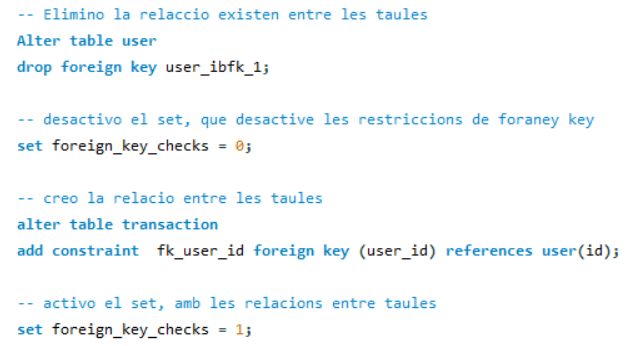 -- Elimino la relaccio existen entre les taules
Alter table user
drop foreign key user_ibfk_1;
-- desactivo el set, que desactive les restriccions de foraney key
set foreign_key_checks = 0;
-- creo la relacio entre les taules
alter table transaction
add constraint  fk_user_id foreign key (user_id) references user(id);
-- activo el set, amb les relacions entre taules
set foreign_key_checks = 1;